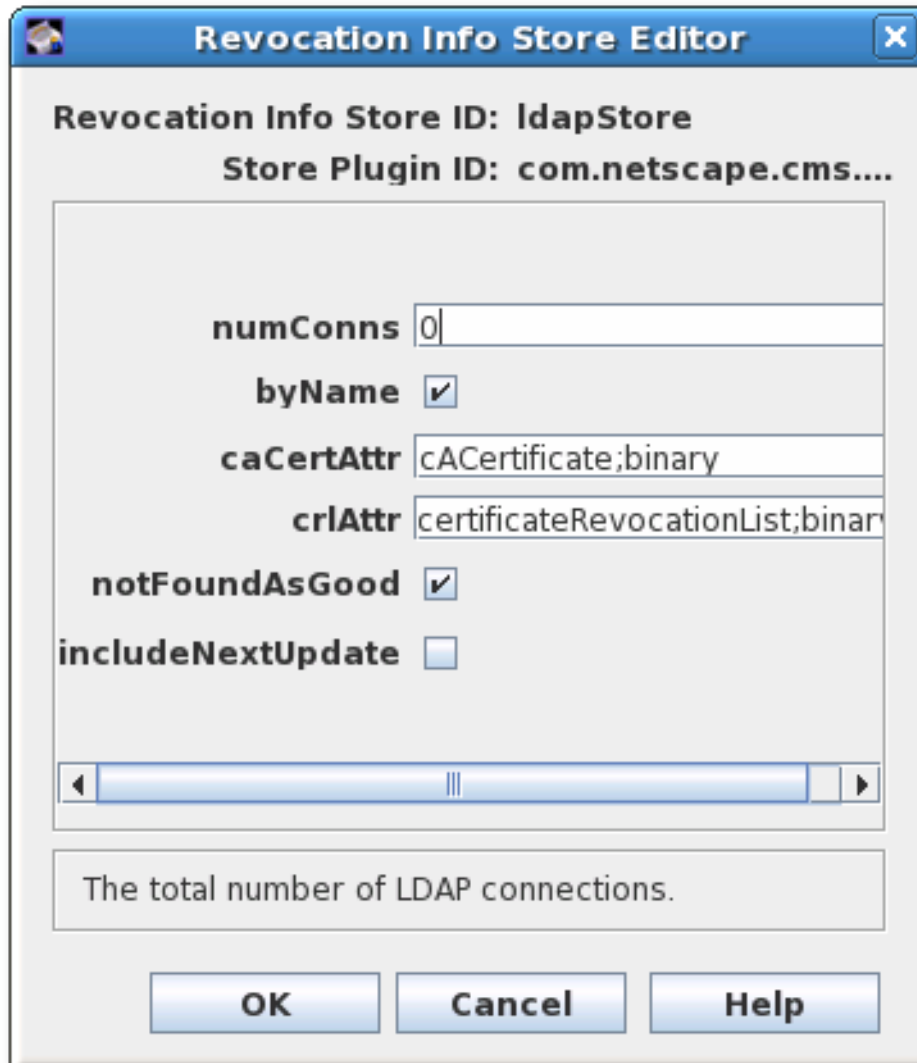 Revocation Info Store Editor
Revocation Info Store ID: ldapStore
Store Plugin ID: com.netscape.cms....
numConns 0
byName
caCertAttr cACertificate;binary
crlAttr certificateRevocationList;binary
notFoundAsGood
includeNextUpdate
The total number of LDAP connections.
OK Cancel Help